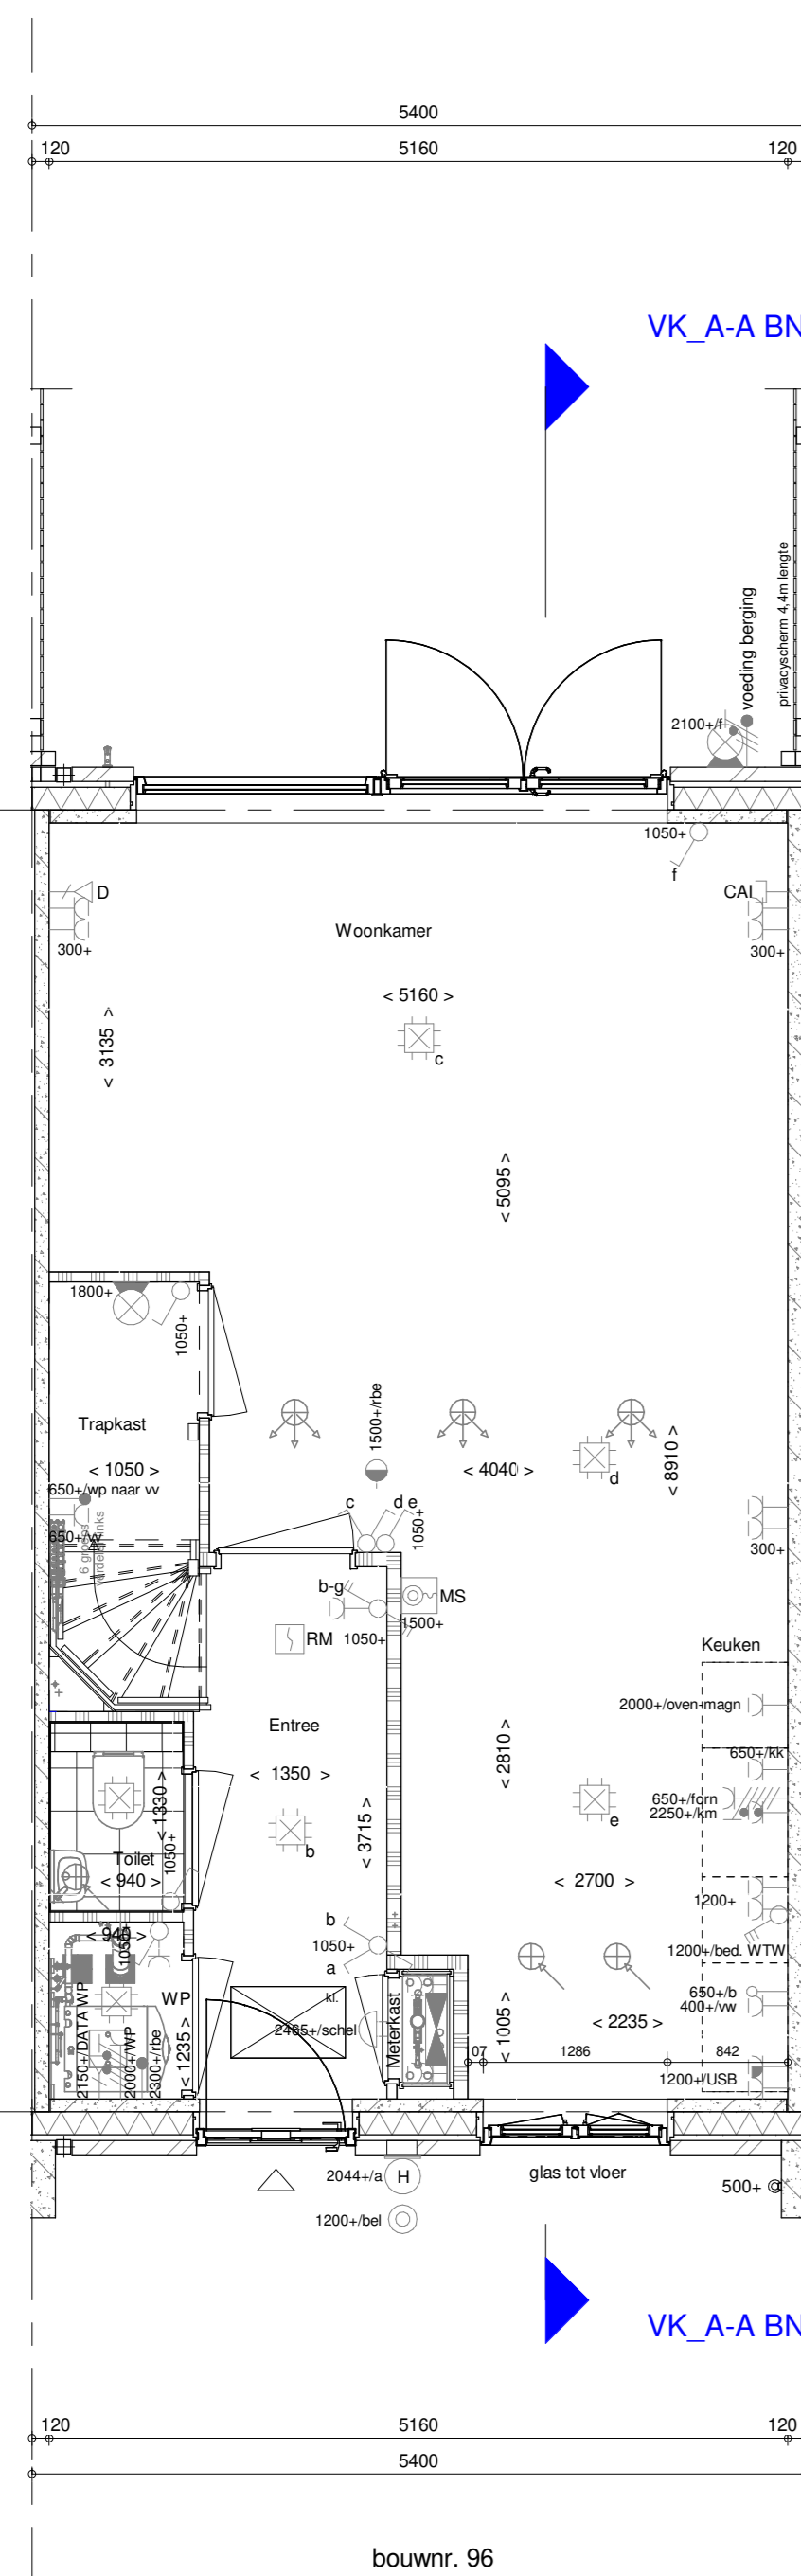 5400
120 5160 120
VK_A-A BN
privacyscherm 4,4m lengte
voeding berging
2100+/f
1050+
f
D
CAI
300+
300+
Woonkamer
< 5160 >
c
< 3135 >
< 5095 >
1800+
1050+
Trapkast
1500+/rbe
< 1050 >
< 4040 >
d
< 8910 >
650+/wp naar vv
c
d e
1050+
650+/vv
300+
b-g
MS
1500+
RM
1050+
Keuken
2000+/oven-magn
Entree
650+/kk
< 1350 >
< 2810 >
650+/forn
2250+/km
< 1330 >
b
< 3715 >
e
Toilet
1050+
< 940 >
< 2700 >
1200+
b
1050+
a
< 940 >
1050+
1200+/bed. WTW
WP
kl.
650+/b
400+/vw
2465+/schel
Meterkast
< 1005 >
< 2235 >
2150+/DATA WP
2000+/WP
2300+/rbe
< 1235 >
107 1286 842
1200+/USB
2044+/a
H
glas tot vloer
500+
1200+/bel
VK_A-A BN
120 5160 120
5400
bouwnr. 96